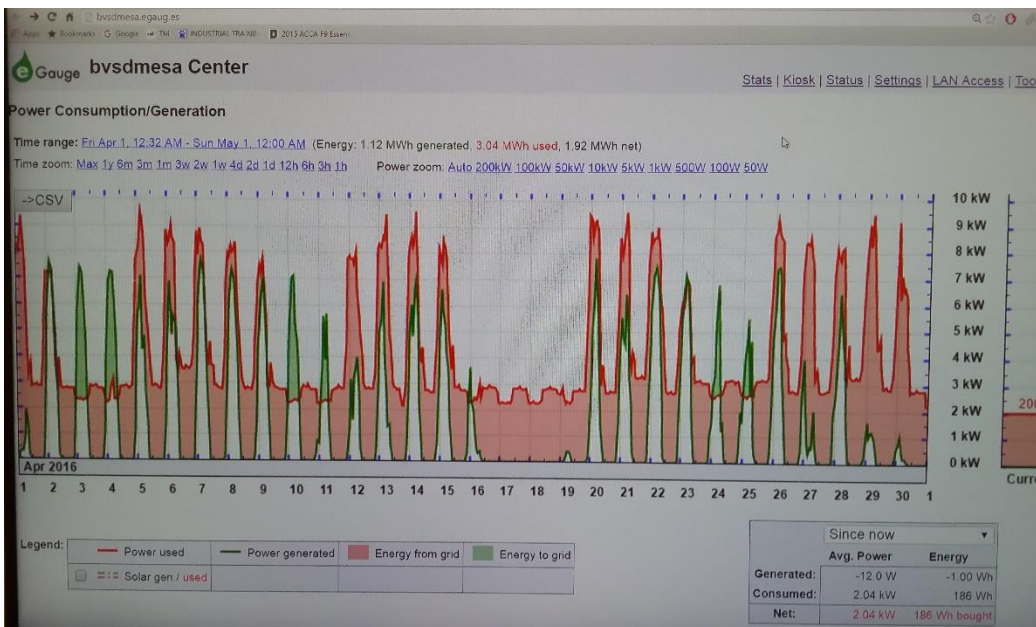 bvsdmesa.egaug.es
Apps Bookmarks G Google TM INDUSTRIAL TRAINE 2015 ACCA F9 Essen
eGauge bvsdmesa Center
Stats | Kiosk | Status | Settings | LAN Access | Too
Power Consumption/Generation
Time range: Fri Apr 1, 12:32 AM - Sun May 1, 12:00 AM (Energy: 1.12 MWh generated, 3.04 MWh used, 1.92 MWh net)
Time zoom: Max 1y 6m 3m 1m 3w 2w 1w 4d 2d 1d 12h 6h 3h 1h Power zoom: Auto 200kW 100kW 50kW 10kW 5kW 1kW 500W 100W 50W
->CSV
10 kW
9 kW
8 kW
7 kW
6 kW
5 kW
4 kW
3 kW
2 kW
1 kW
0 kW
200
Curre
Apr 2016
1 2 3 4 5 6 7 8 9 10 11 12 13 14 15 16 17 18 19 20 21 22 23 24 25 26 27 28 29 30 1
Legend: Power used Power generated Energy from grid Energy to grid
Solar gen./ used
Since now
Avg. Power Energy
Generated: -12.0 W -1.00 Wh
Consumed: 2.04 kW 186 Wh
Net: 2.04 kW 186 Wh bought